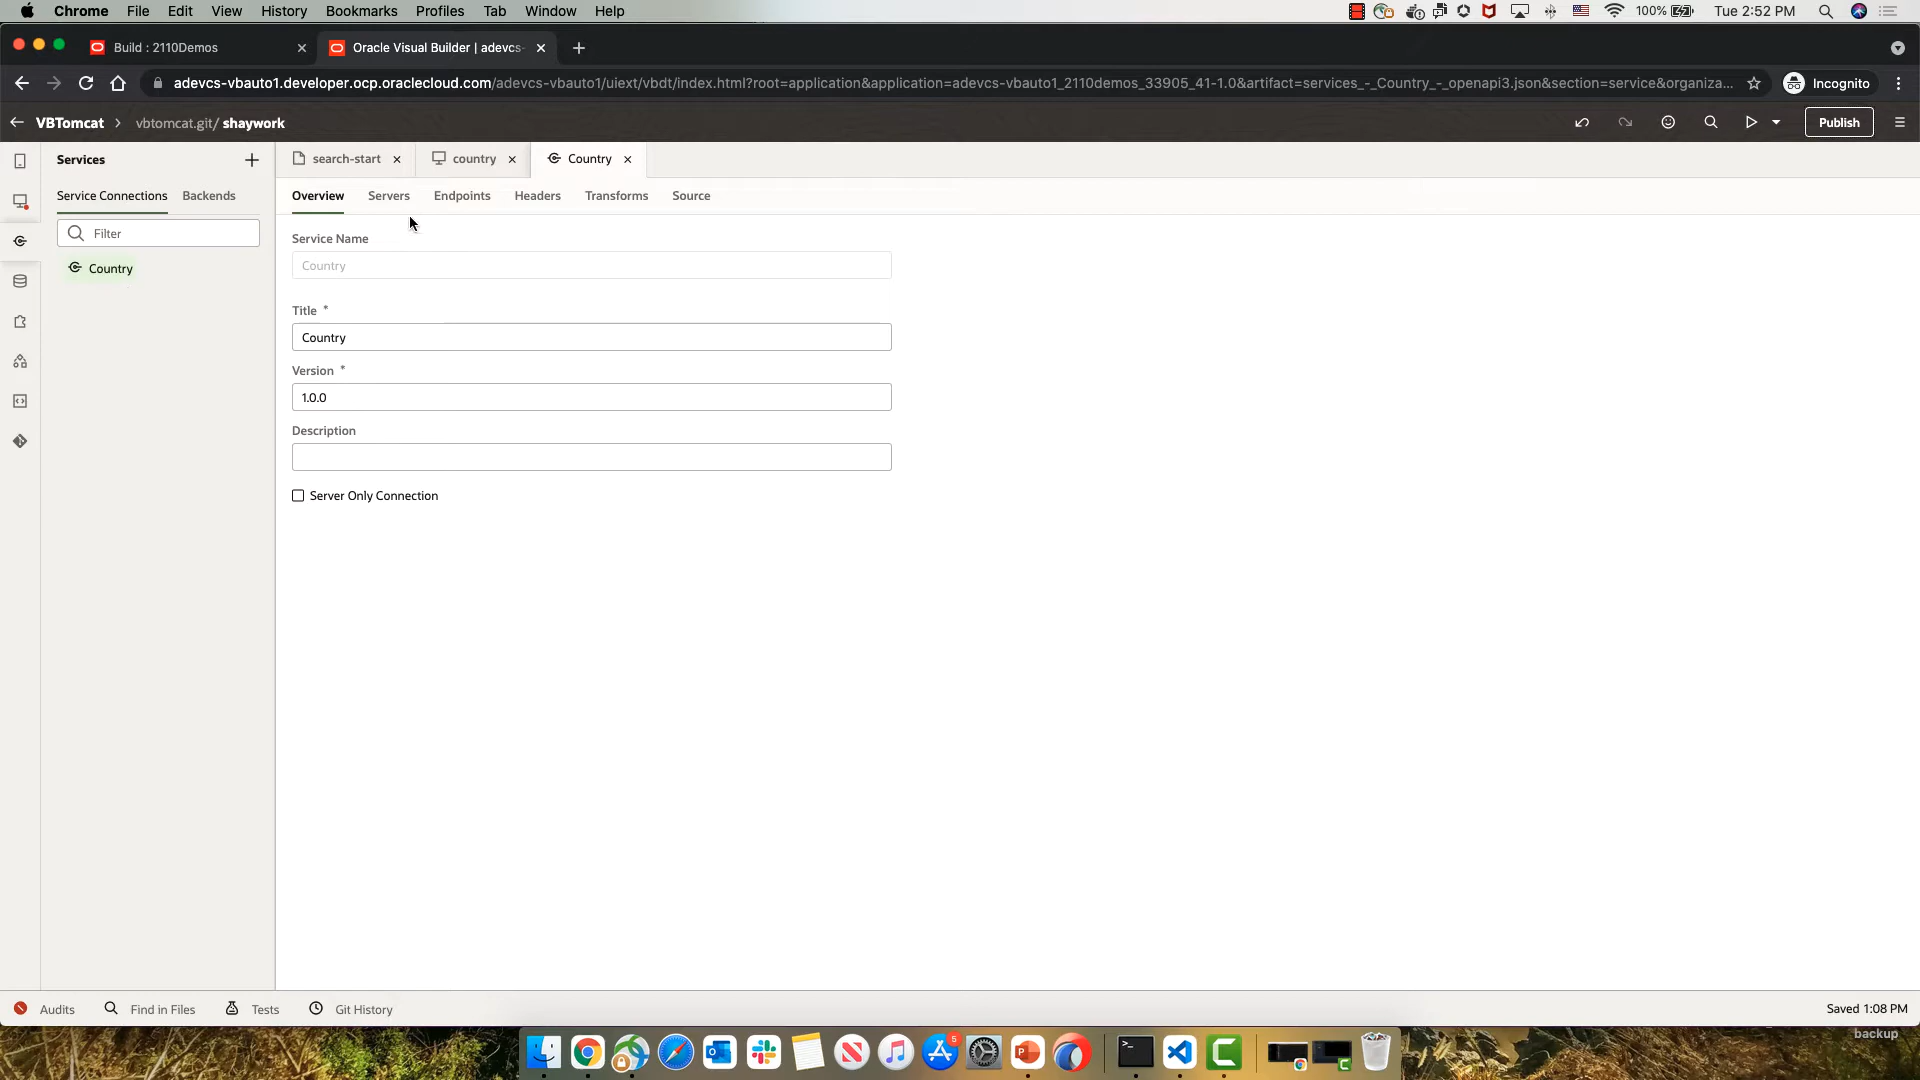 Chrome File Edit View History Bookmarks Profiles Tab Window Help 100% Tue 2:52 PM
Build : 2110Demos
Oracle Visual Builder | adevcs-
adevcs-vbauto1.developer.ocp.oraclecloud.com/adevcs-vbauto1/uiext/vbdt/index.html?root=application&application=adevcs-vbauto1_2110demos_33905_41-1.0&artifact=services_-_Country_-_openapi3.json&section=service&organiza...
Incognito
VBTomcat > vbtomcat.git/ shaywork
Publish
Services
search-start
country
Country
Service Connections Backends
Overview Servers Endpoints Headers Transforms Source
Filter
Country
Service Name
Country
Title *
Country
Version *
1.0.0
Description
Server Only Connection
Audits Find in Files Tests Git History
Saved 1:08 PM
backup
5